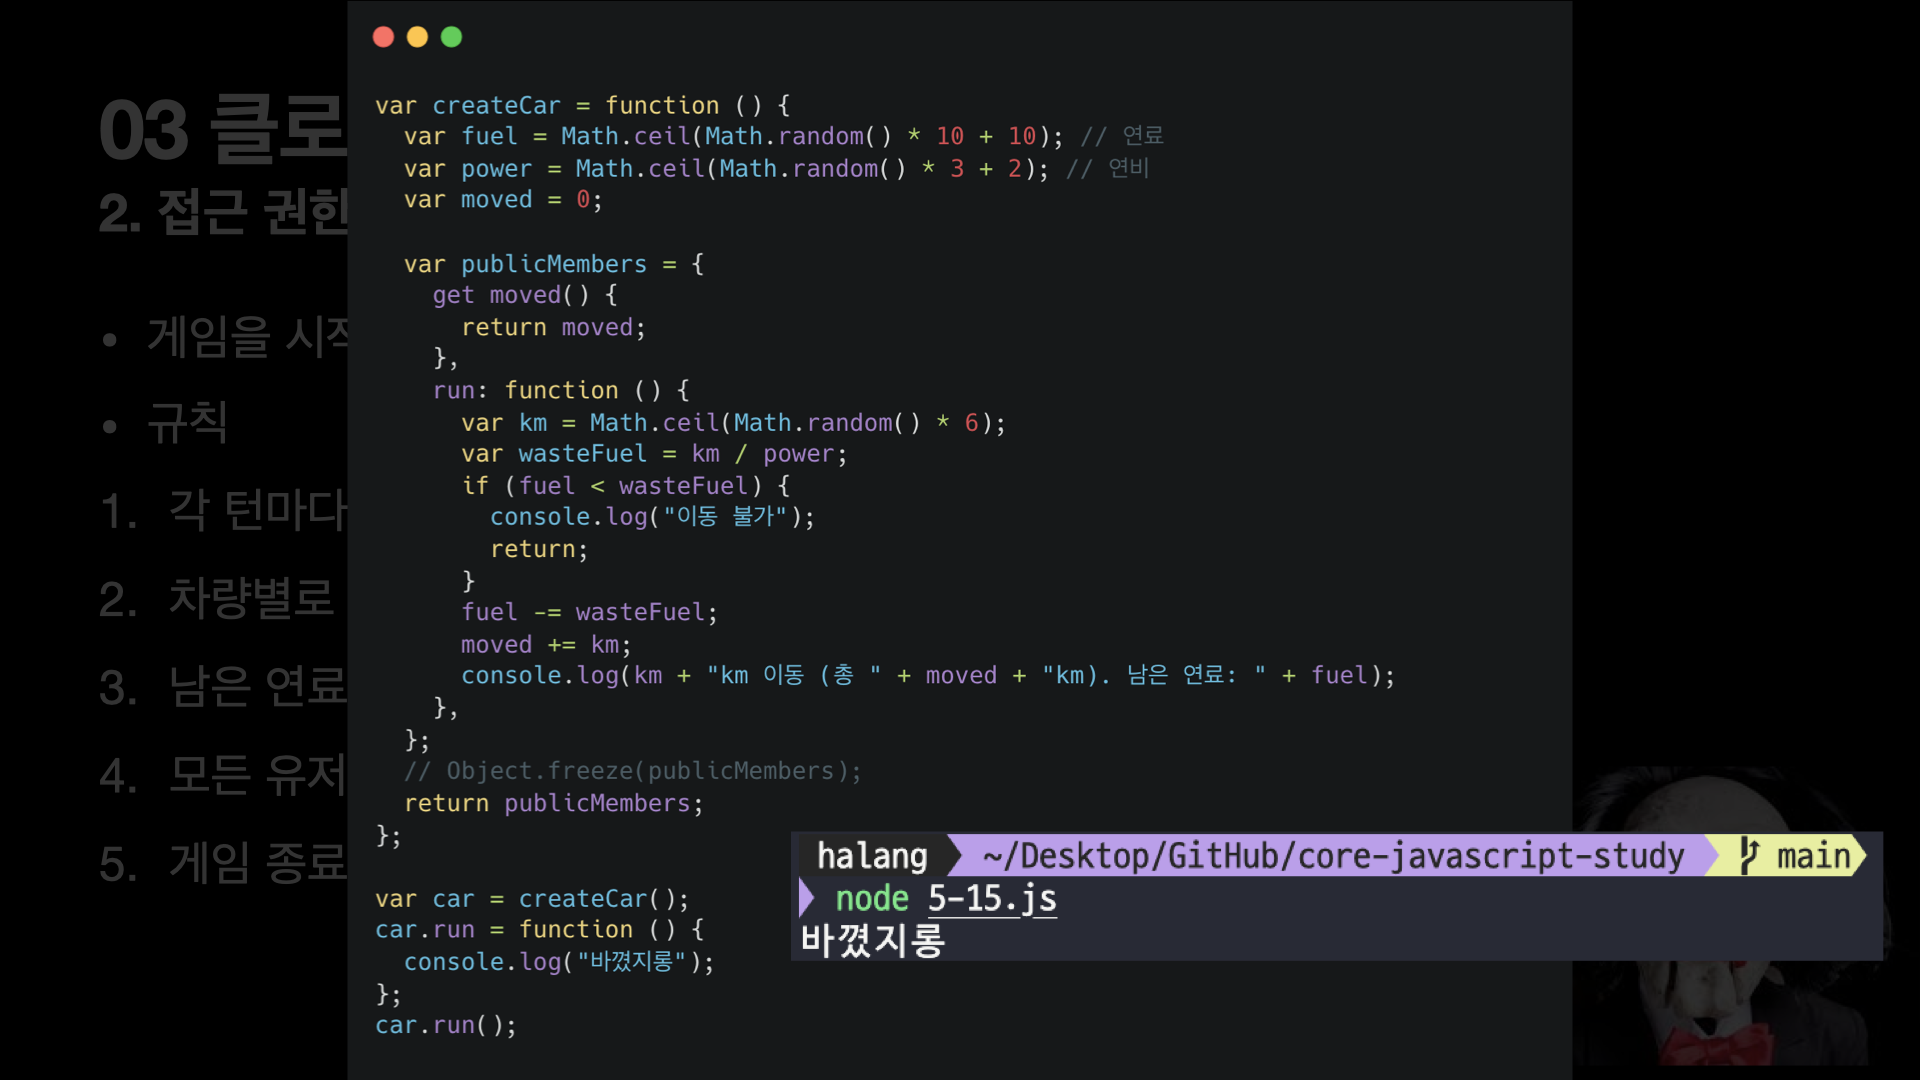 03 클로
2. 접근 권한
• 게임을 시작
• 규칙
1. 각 턴마다
2. 차량별로
3. 남은 연료
4. 모든 유저
5. 게임 종료
var createCar = function () {
  var fuel = Math.ceil(Math.random() * 10 + 10); // 연료
  var power = Math.ceil(Math.random() * 3 + 2); // 연비
  var moved = 0;

  var publicMembers = {
    get moved() {
      return moved;
    },
    run: function () {
      var km = Math.ceil(Math.random() * 6);
      var wasteFuel = km / power;
      if (fuel < wasteFuel) {
        console.log("이동 불가");
        return;
      }
      fuel -= wasteFuel;
      moved += km;
      console.log(km + "km 이동 (총 " + moved + "km). 남은 연료: " + fuel);
    },
  };
  // Object.freeze(publicMembers);
  return publicMembers;
};

var car = createCar();
car.run = function () {
  console.log("바꼈지롱");
};
car.run();
halang ~/Desktop/GitHub/core-javascript-study main
node 5-15.js
바꼈지롱